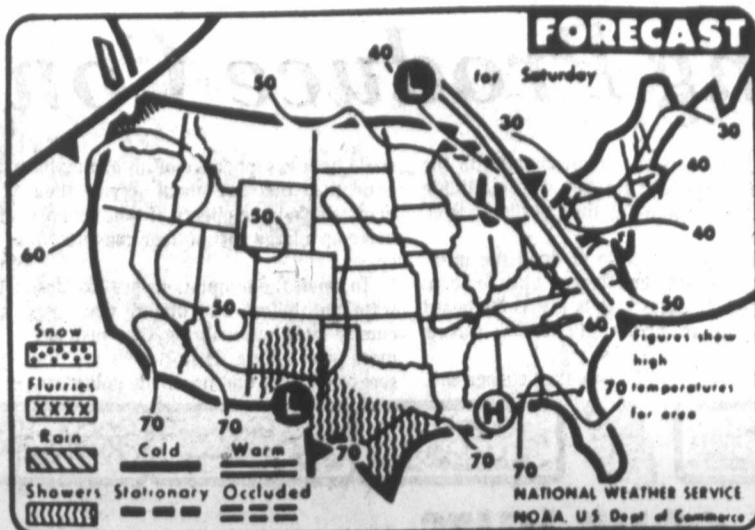 FORECAST
for Saturday
40
L
50
30
30
40
40
60
50
50
50
60
Figures show
high
70 temperatures
for area
Snow
Flurries
Rain
Showers
Cold
Warm
Stationary
Occluded
70
70
L
70
H
70
70
NATIONAL WEATHER SERVICE
NOAA, U.S. Dept of Commerce